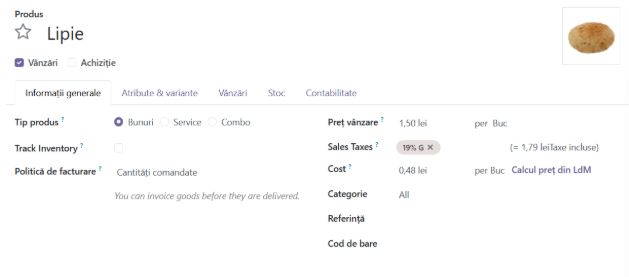 Produs
Lipie
Vânzări Achiziție
Informații generale Atribute & variante Vânzări Stoc Contabilitate
Tip produs ? Bunuri Service Combo Preț vânzare ? 1,50 lei per Buc
Track Inventory ? Sales Taxes ? 19% G × (= 1,79 leiTaxe incluse)
Politică de facturare ? Cantități comandate Cost ? 0,48 lei per Buc Calcul preț din LdM
You can invoice goods before they are delivered. Categorie All
Referință
Cod de bare